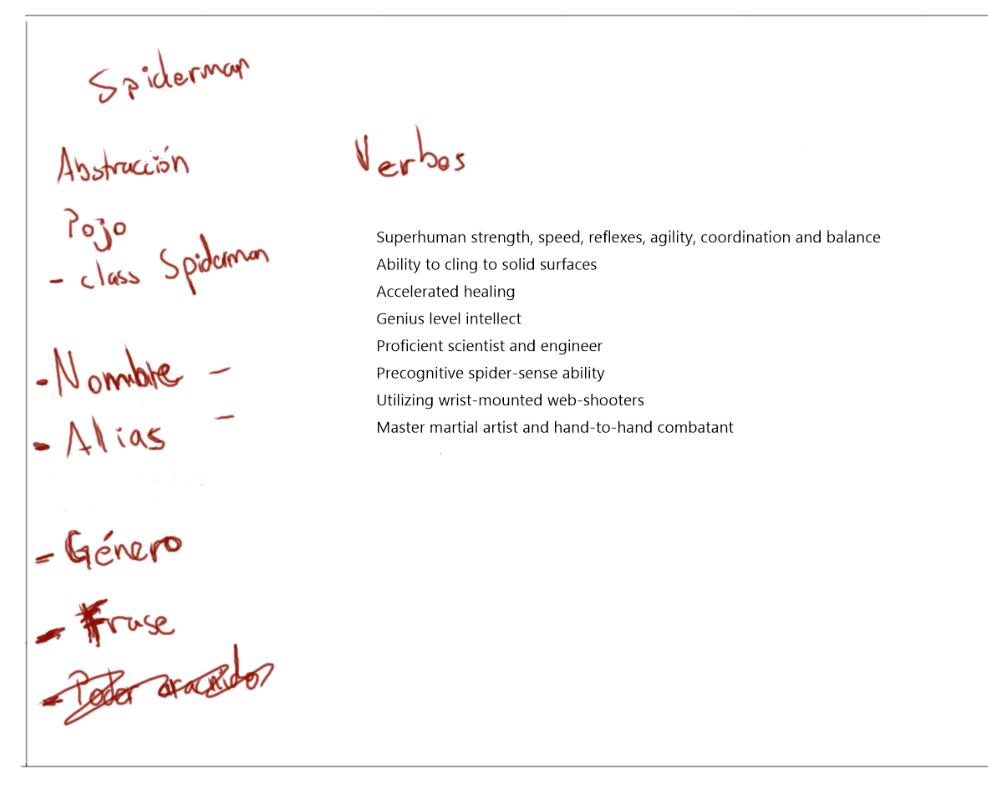 Spiderman
Abstracción
Pojo
- class Spiderman
- Nombre -
- Alias -
- Género
- Frase
- Poder aracnido
Verbos
Superhuman strength, speed, reflexes, agility, coordination and balance
Ability to cling to solid surfaces
Accelerated healing
Genius level intellect
Proficient scientist and engineer
Precognitive spider-sense ability
Utilizing wrist-mounted web-shooters
Master martial artist and hand-to-hand combatant